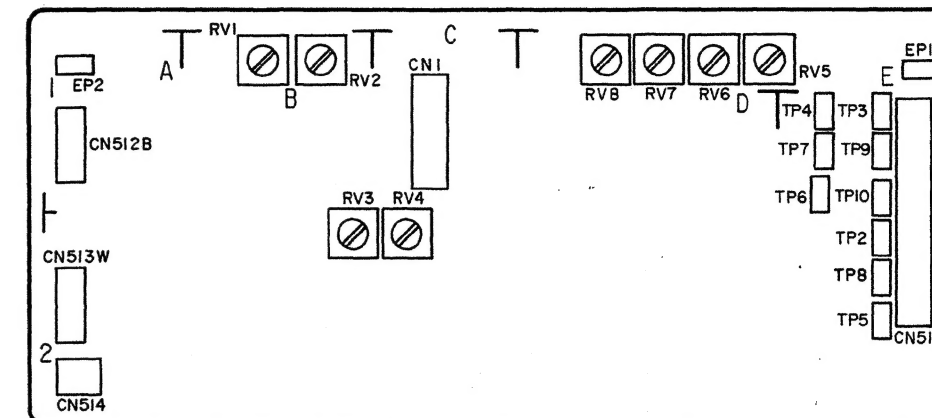 RV1
C
EP1
A
CN1
1
EP2
RV2
B
RV8
RV7
RV6
RV5
D
E
TP4
TP3
CN512B
TP7
TP9
TP6
TP10
RV3
RV4
TP2
CN513W
TP8
TP5
2
CN51
CN514